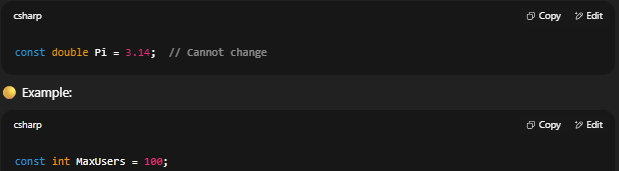 csharp Copy Edit
const double Pi = 3.14; // Cannot change
Example:
csharp Copy Edit
const int MaxUsers = 100;